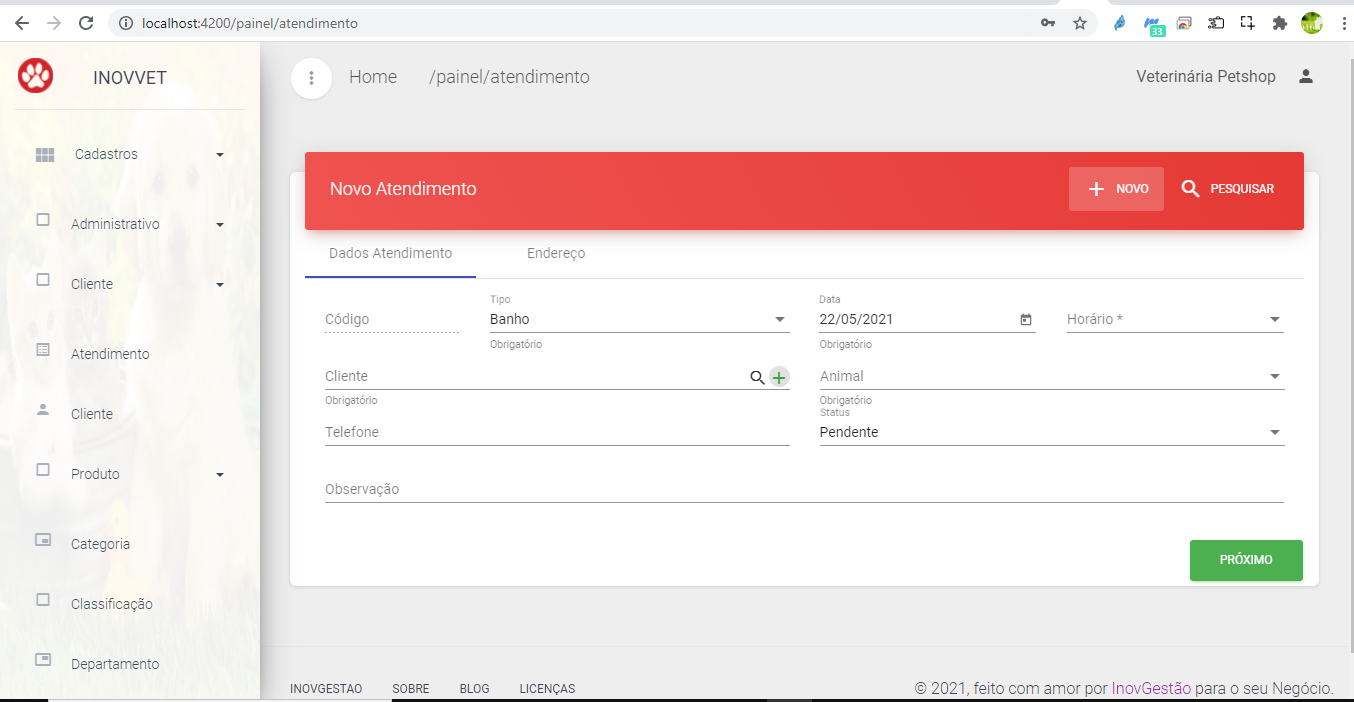 localhost:4200/painel/atendimento
33
INOVVET
Home /painel/atendimento
Veterinária Petshop
Cadastros
Administrativo
Cliente
Atendimento
Cliente
Produto
Categoria
Classificação
Departamento
Novo Atendimento
NOVO
PESQUISAR
Dados Atendimento
Endereço
Código
Tipo
Banho
Obrigatório
Data
22/05/2021
Obrigatório
Horário *
Cliente
Obrigatório
Animal
Obrigatório
Telefone
Status
Pendente
Observação
PRÓXIMO
INOVGESTAO
SOBRE
BLOG
LICENÇAS
© 2021, feito com amor por InovGestão para o seu Negócio.